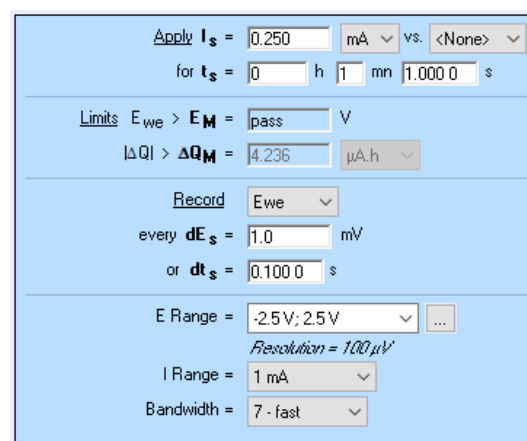 Apply Is = 0.250 mA vs. <None>
for ts = 0 h 1 mn 1.000 0 s
Limits Ewe > EM = pass V
|ΔQ| > ΔQM = 4.236 µA.h
Record Ewe
every dEs = 1.0 mV
or dts = 0.100 0 s
E Range = -2.5 V; 2.5 V ...
Resolution = 100 µV
I Range = 1 mA
Bandwidth = 7 - fast